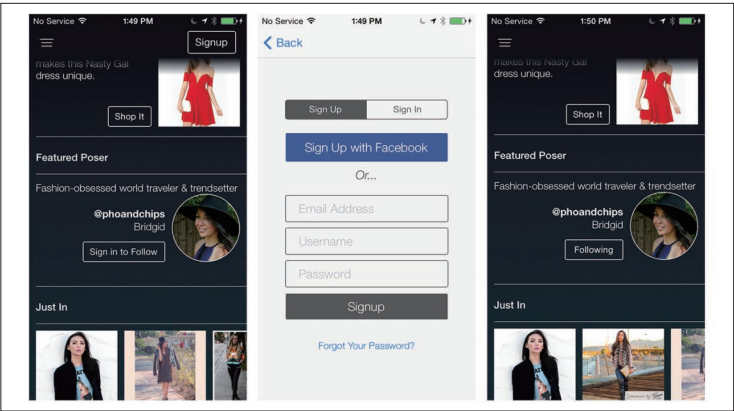 No Service 1:49 PM
Signup
makes this Nasty Gal
dress unique.
Shop It
Featured Poser
Fashion-obsessed world traveler & trendsetter
@phoandchips
Bridgid
Sign in to Follow
Just In
No Service 1:49 PM
Back
Sign Up Sign In
Sign Up with Facebook
Or...
Email Address
Username
Password
Signup
Forgot Your Password?
No Service 1:50 PM
makes this Nasty Gal
dress unique.
Shop It
Featured Poser
Fashion-obsessed world traveler & trendsetter
@phoandchips
Bridgid
Following
Just In